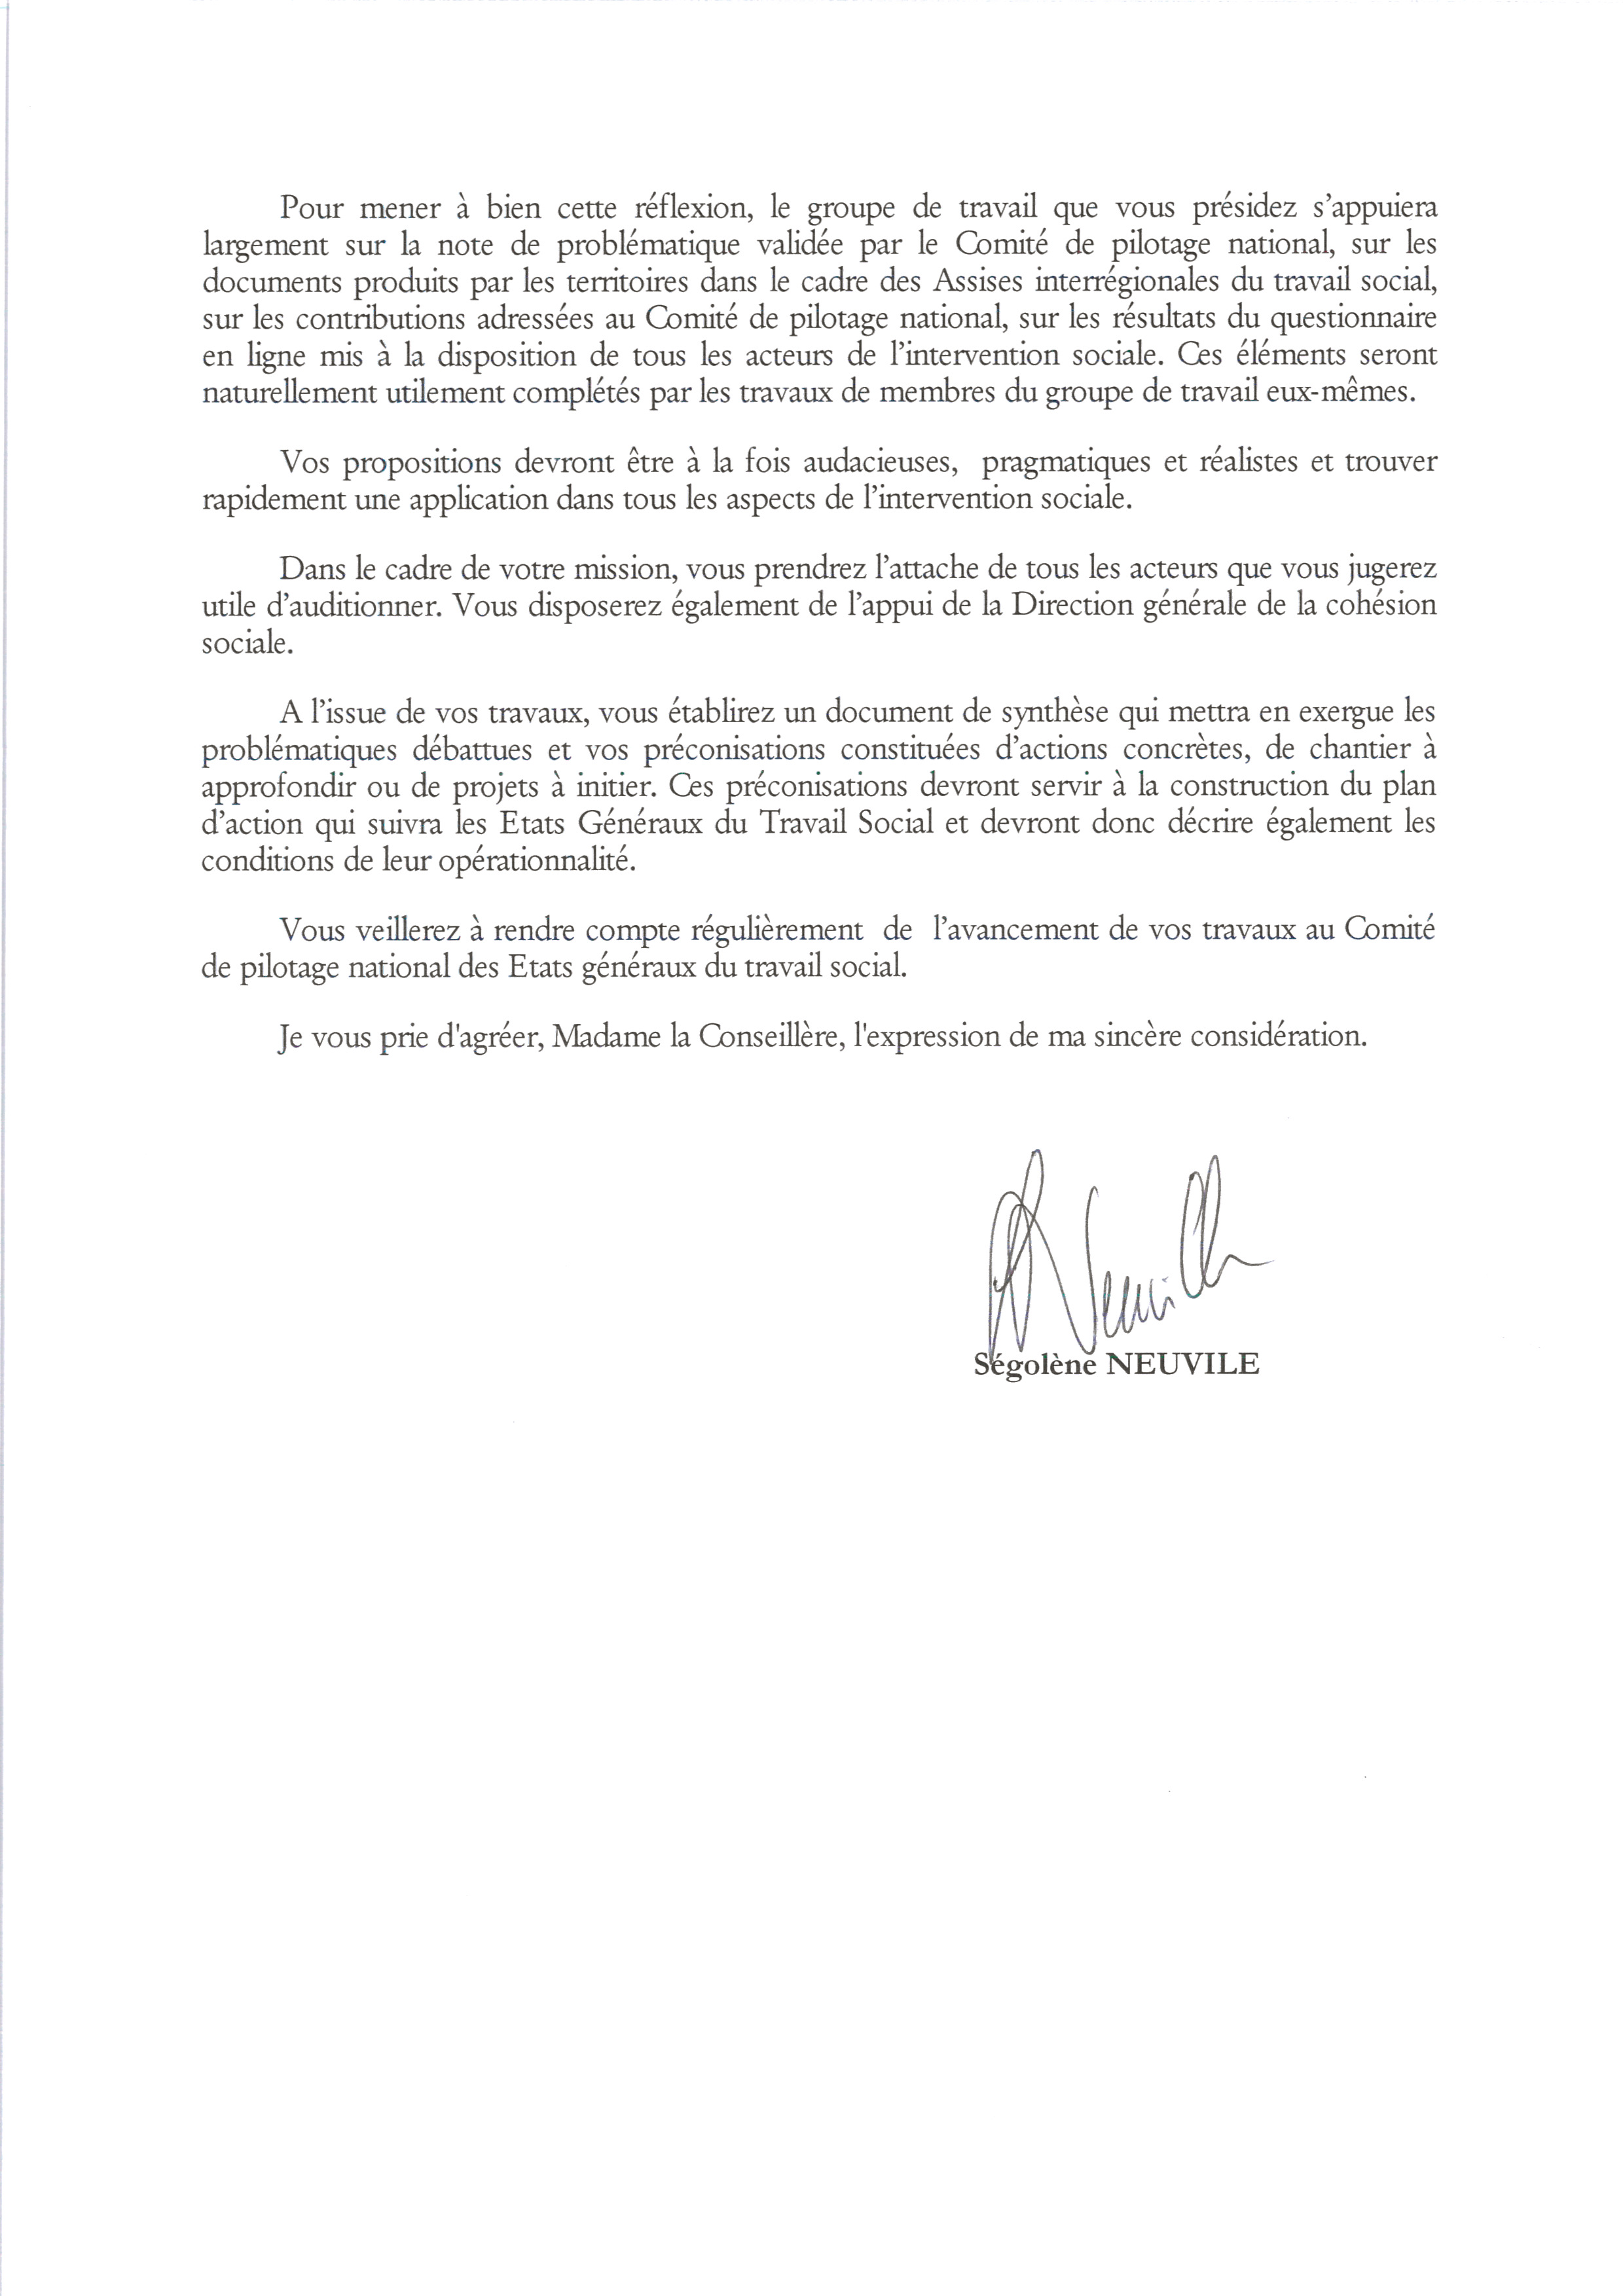 Pour mener à bien cette réflexion, le groupe de travail que vous présidez s’appuiera
largement sur la note de problématique validée par le Comité de pilotage national, sur les
documents produits par les territoires dans le cadre des Assises interrégionales du travail social,
sur les contributions adressées au Comité de pilotage national, sur les résultats du questionnaire
en ligne mis à la disposition de tous les acteurs de l’intervention sociale. Ces éléments seront
naturellement utilement complétés par les travaux de membres du groupe de travail eux-mêmes.
Vos propositions devront être à la fois audacieuses, pragmatiques et réalistes et trouver
rapidement une application dans tous les aspects de l’intervention sociale.
Dans le cadre de votre mission, vous prendrez l’attache de tous les acteurs que vous jugerez
utile d’auditionner. Vous disposerez également de l’appui de la Direction générale de la cohésion
sociale.
A l’issue de vos travaux, vous établirez un document de synthèse qui mettra en exergue les
problématiques débattues et vos préconisations constituées d’actions concrètes, de chantier à
approfondir ou de projets à initier. Ces préconisations devront servir à la construction du plan
d’action qui suivra les Etats Généraux du Travail Social et devront donc décrire également les
conditions de leur opérationnalité.
Vous veillerez à rendre compte régulièrement de l’avancement de vos travaux au Comité
de pilotage national des Etats généraux du travail social.
Je vous prie d'agréer, Madame la Conseillère, l'expression de ma sincère considération.
Ségolène NEUVILE